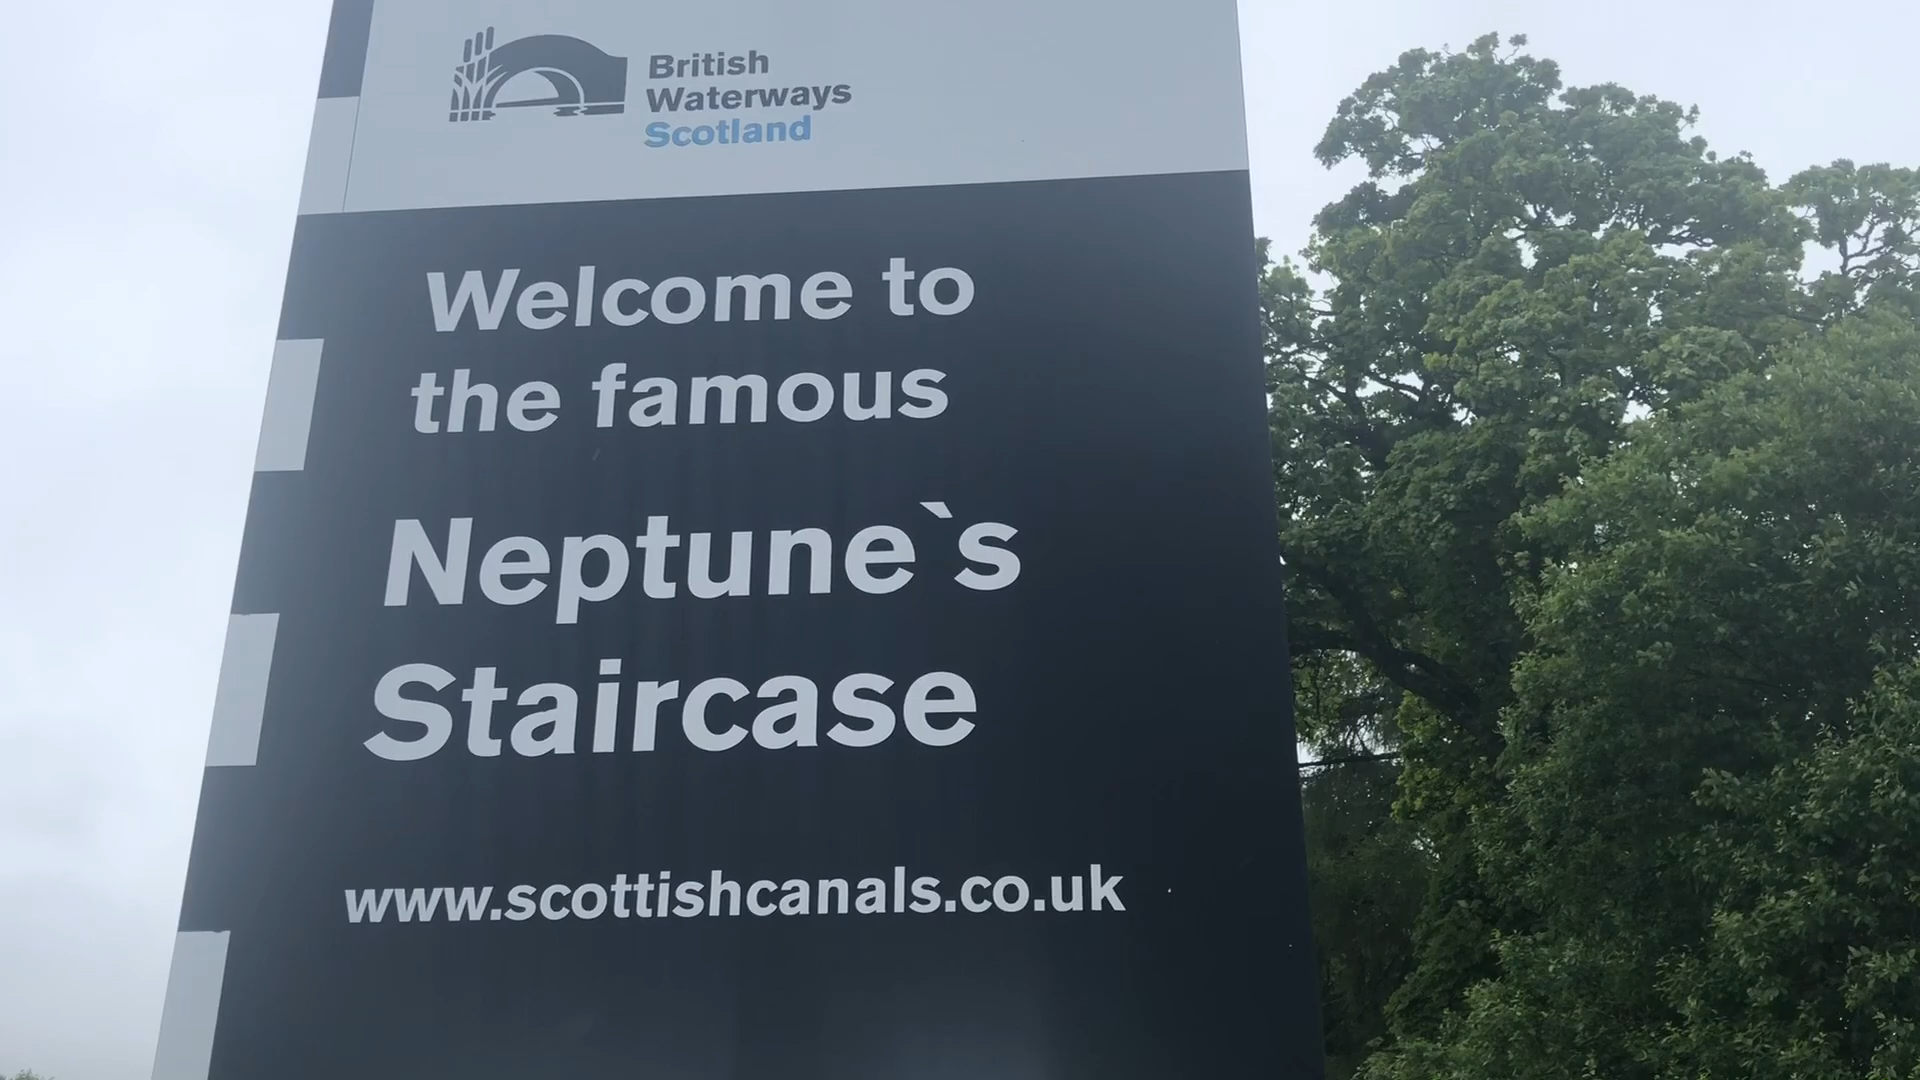 British
Waterways
Scotland
Welcome to
the famous
Neptune`s
Staircase
www.scottishcanals.co.uk